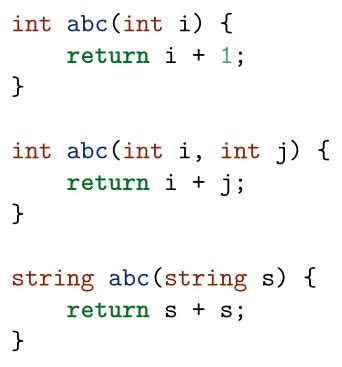 int abc(int i) {
    return i + 1;
}

int abc(int i, int j) {
    return i + j;
}

string abc(string s) {
    return s + s;
}